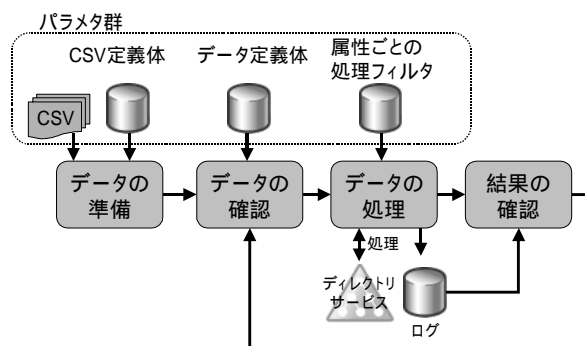 パラメタ群
CSV定義体
データ定義体
属性ごとの
処理フィルタ
CSV
データの
準備
データの
確認
データの
処理
結果の
確認
処理
ディレクトリ
サービス
ログ